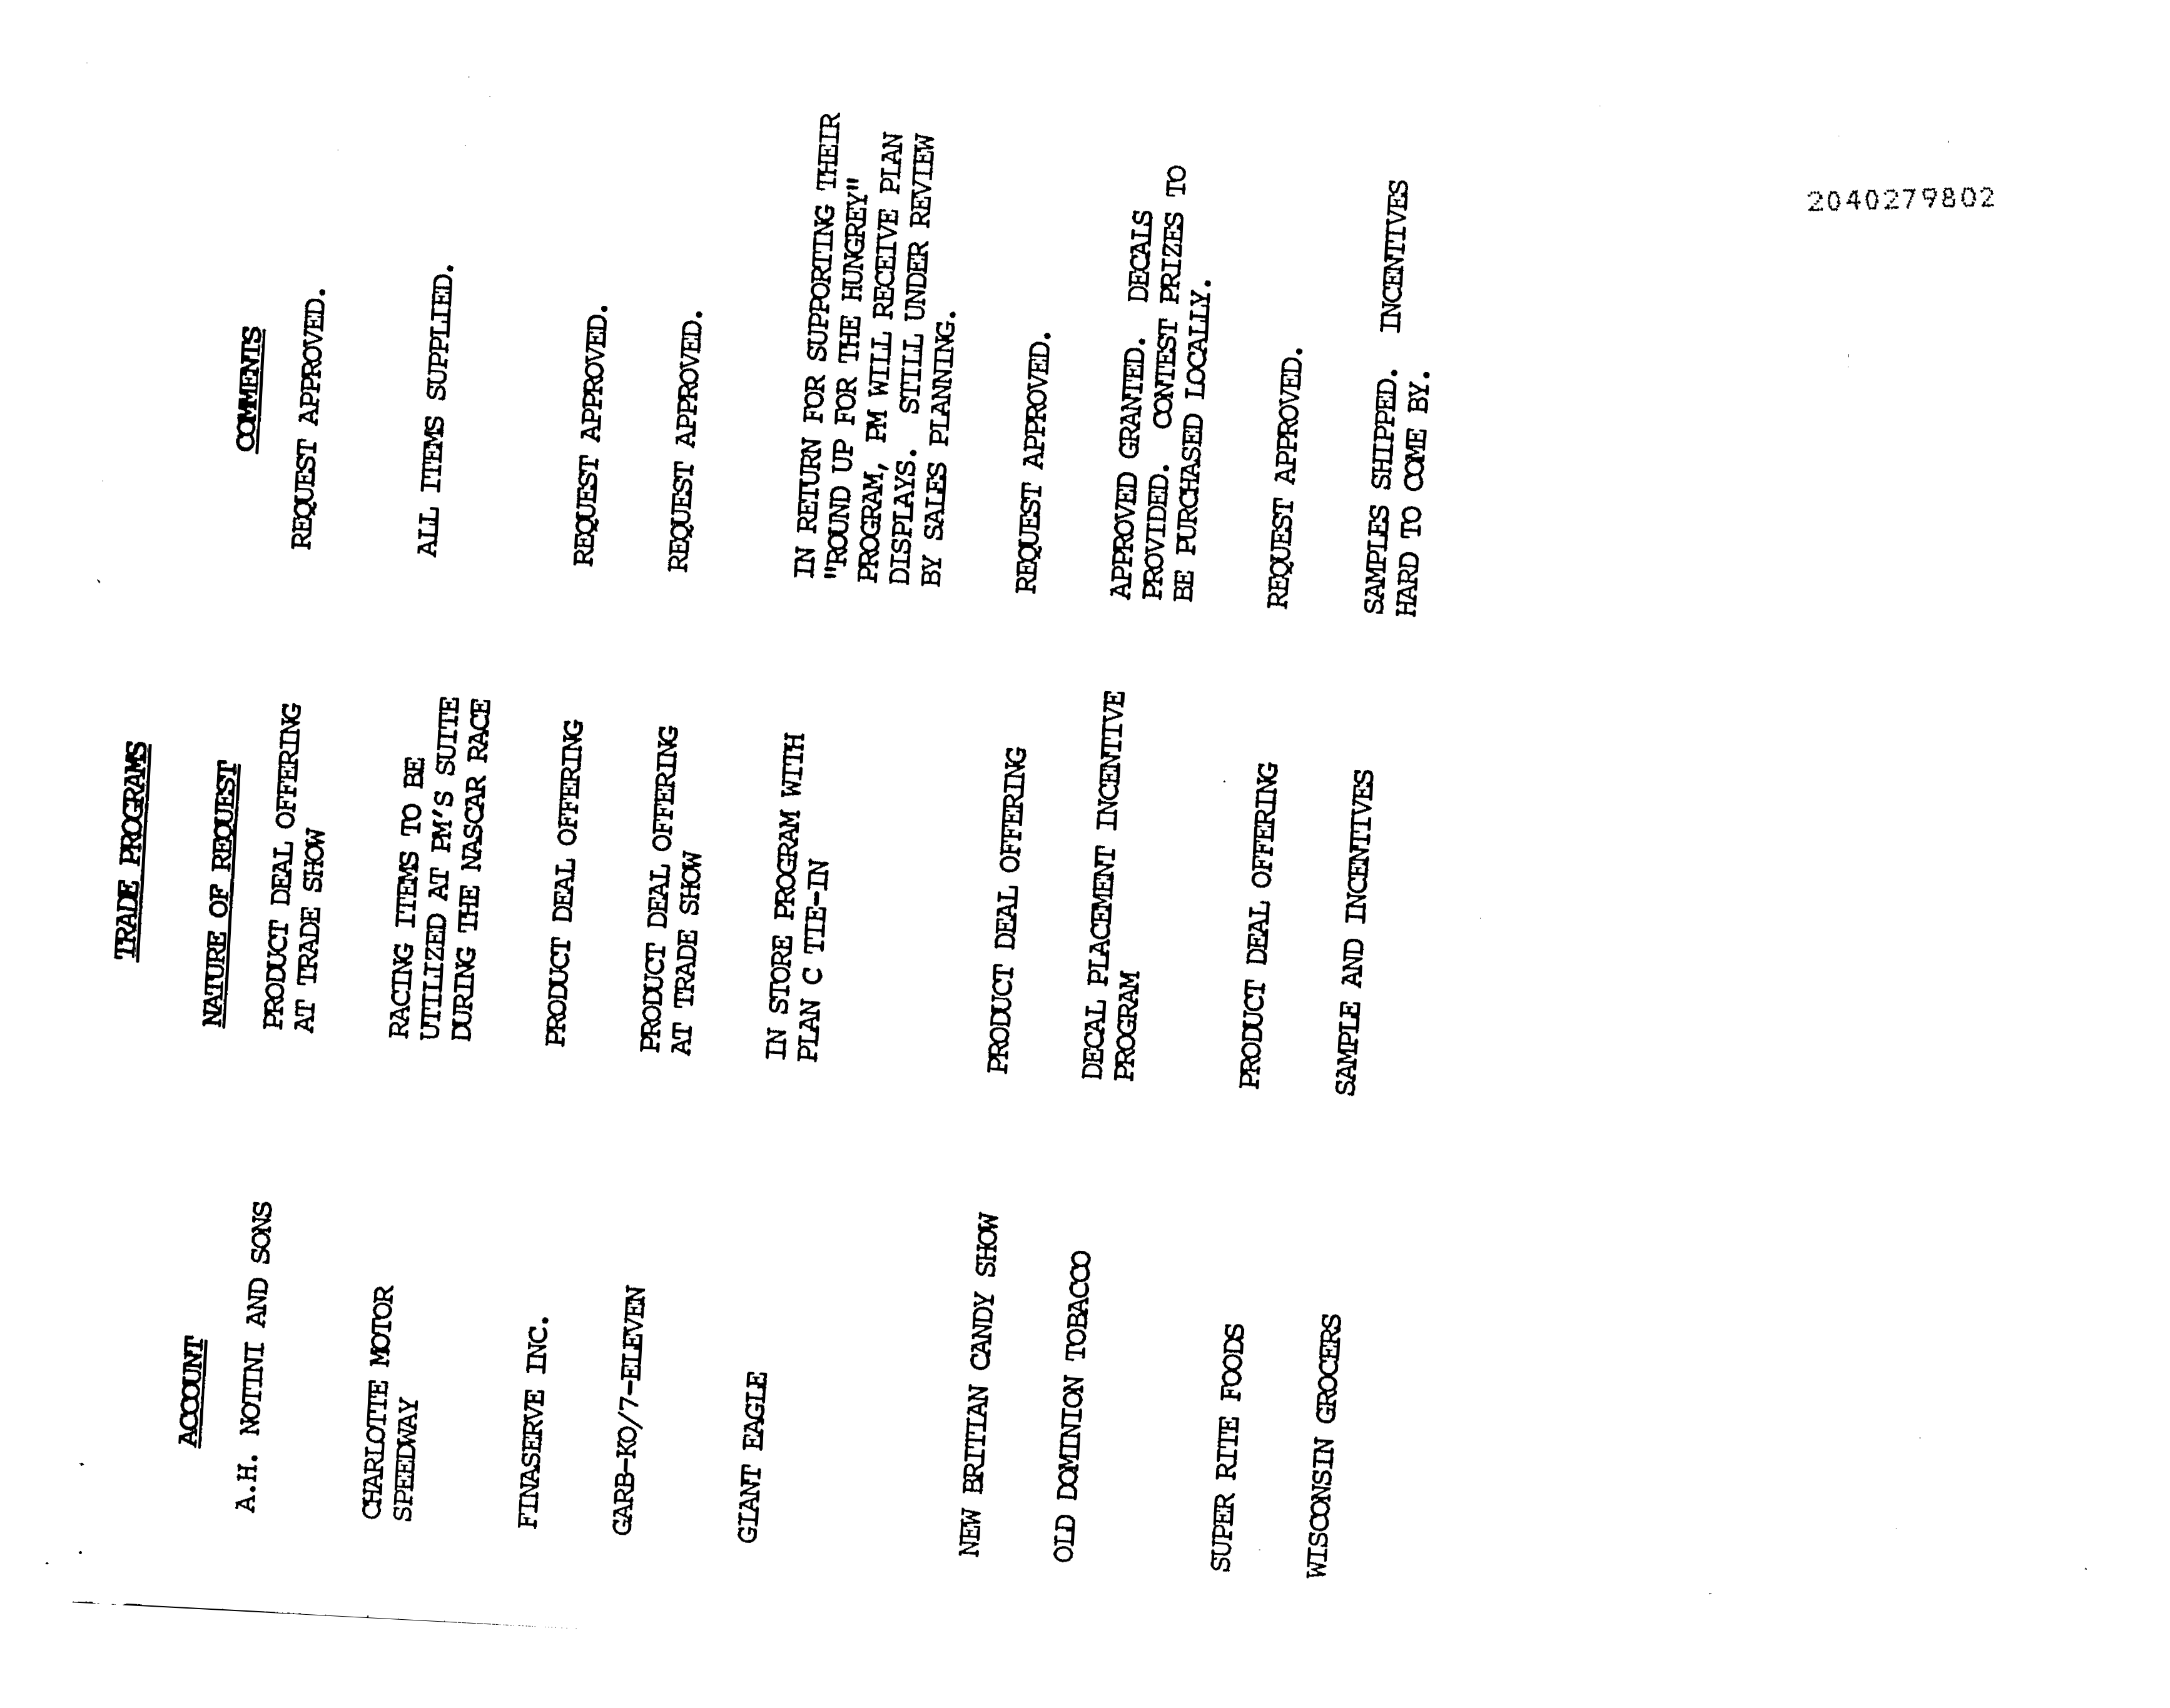 TRADE PROGRAMS
ACCOUNT NATURE OF REQUEST COMMENTS
A.H. NOTINI AND SONS PRODUCT DEAL OFFERING REQUEST APPROVED.
AT TRADE SHOW
CHARLOTTE MOTOR RACING ITEMS TO BE ALL ITEMS SUPPLIED.
SPEEDWAY UTILIZED AT PM'S SUITE
DURING THE NASCAR RACE
FINASERVE INC. PRODUCT DEAL OFFERING REQUEST APPROVED.
GARB-KO/7-ELEVEN PRODUCT DEAL OFFERING REQUEST APPROVED.
AT TRADE SHOW
GIANT EAGLE IN STORE PROGRAM WITH IN RETURN FOR SUPPORTING THEIR
PLAN C TIE-IN "ROUND UP FOR THE HUNGREY"
PROGRAM, PM WILL RECEIVE PLAN
DISPLAYS. STILL UNDER REVIEW
BY SALES PLANNING.
NEW BRITTIAN CANDY SHOW PRODUCT DEAL OFFERING REQUEST APPROVED.
OLD DOMINION TOBACCO DECAL PLACEMENT INCENTIVE APPROVED GRANTED. DECALS
PROGRAM PROVIDED. CONTEST PRIZES TO
BE PURCHASED LOCALLY.
SUPER RITE FOODS PRODUCT DEAL OFFERING REQUEST APPROVED.
WISCONSIN GROCERS SAMPLE AND INCENTIVES SAMPLES SHIPPED. INCENTIVES
HARD TO COME BY.
2040279802